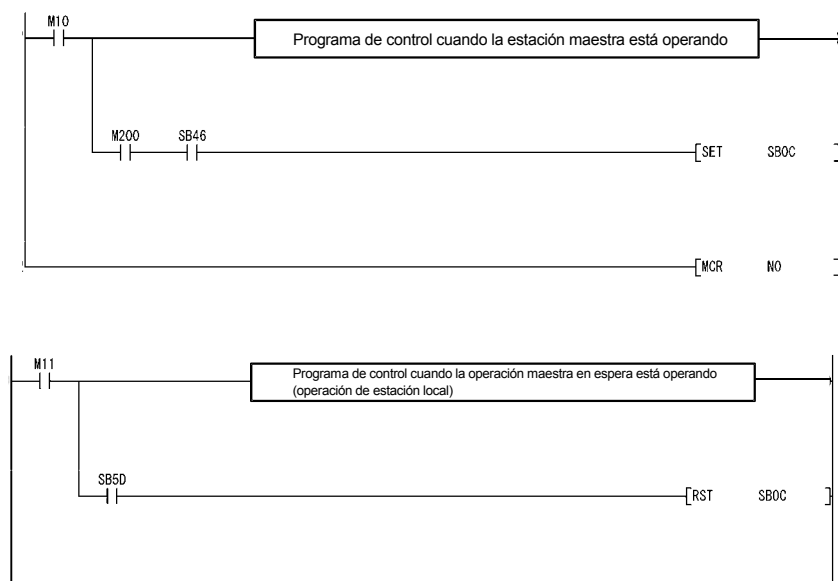 M10
Programa de control cuando la estación maestra está operando
M200 SB46
[SET SB0C ]
[MCR N0 ]
M11
Programa de control cuando la operación maestra en espera está operando
(operación de estación local)
SB5D
[RST SB0C ]